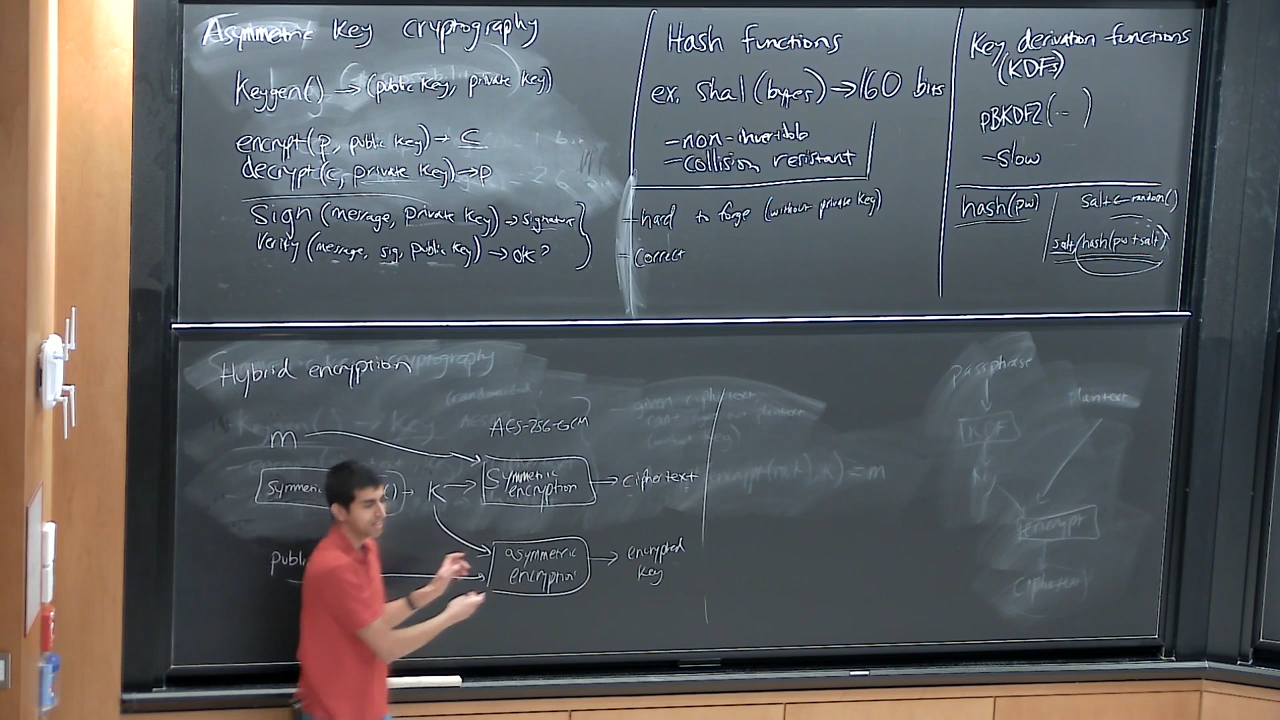 Asymmetric Key cryptography
Keygen() → (public key, private key)
encrypt(p, public key) → C
decrypt(c, private key) → p
Sign (message, private key) → signature
Verify (message, sig, public key) → ok?
- hard to forge (without private key)
- correct
Hash functions
ex. Sha1 (bytes) → 160 bits
- non-invertible
- collision resistant
Key derivation functions
(KDFs)
PBKDF2(...)
- Slow
hash(pw)
salt ← random()
salt, hash(pw+salt)
Hybrid encryption
AES-256-GCM
m
Symmetric
K
Symmetric encryption
→ ciphertext
asymmetric
encryption
→ encrypted
key
passphrase
KDF
plaintext
encrypt
ciphertext